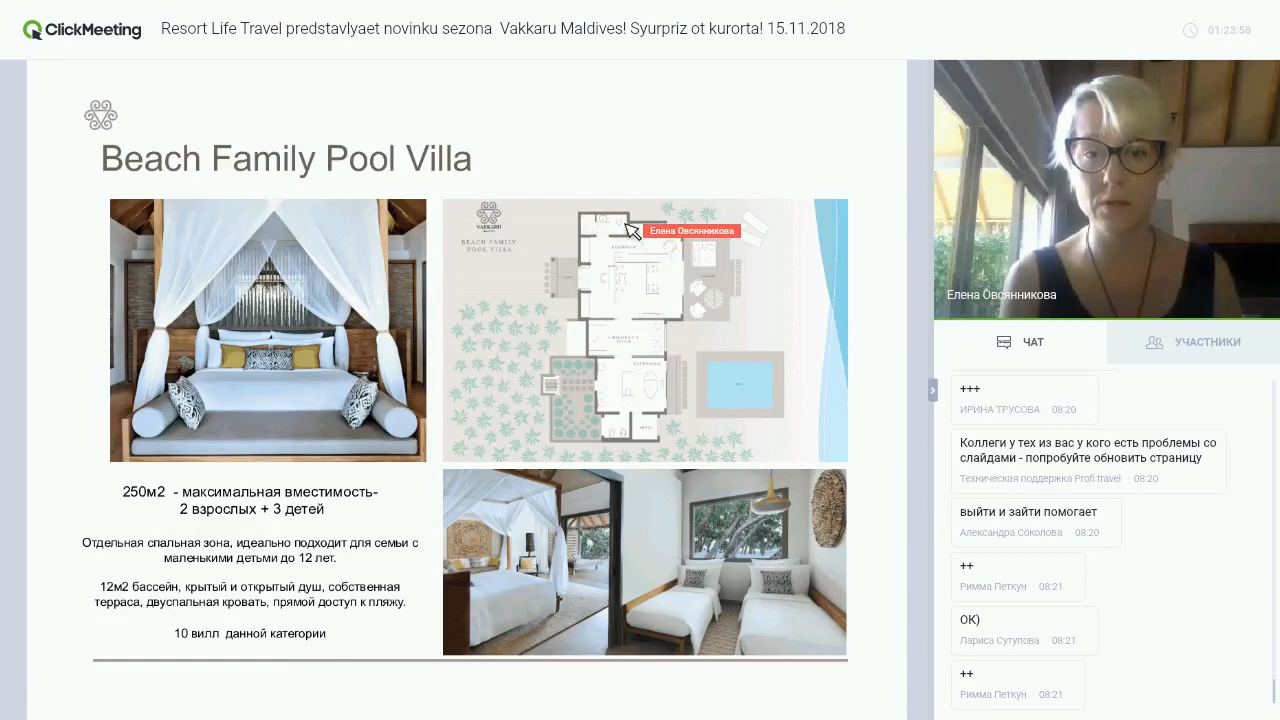 ClickMeeting
Resort Life Travel predstavlyaet novinku sezona Vakkaru Maldives! Syurpriz ot kurorta! 15.11.2018
01:23:58
Beach Family Pool Villa
VAKKARU
BEACH FAMILY
POOL VILLA
BEDROOM
CHILDREN'S
ROOM
BATHROOM
Елена Овсянникова
250м2 - максимальная вместимость-
2 взрослых + 3 детей
Отдельная спальная зона, идеально подходит для семьи с
маленькими детьми до 12 лет.
12м2 бассейн, крытый и открытый душ, собственная
терраса, двуспальная кровать, прямой доступ к пляжу.
10 вилл данной категории
Елена Овсянникова
ЧАТ
УЧАСТНИКИ
+++
ИРИНА ТРУСОВА · 08:20
Коллеги у тех из вас у кого есть проблемы со
слайдами - попробуйте обновить страницу
Техническая поддержка Profi.travel · 08:20
выйти и зайти помогает
Александра Соколова · 08:20
++
Римма Петкун · 08:21
ОК)
Лариса Сутупова · 08:21
++
Римма Петкун · 08:21